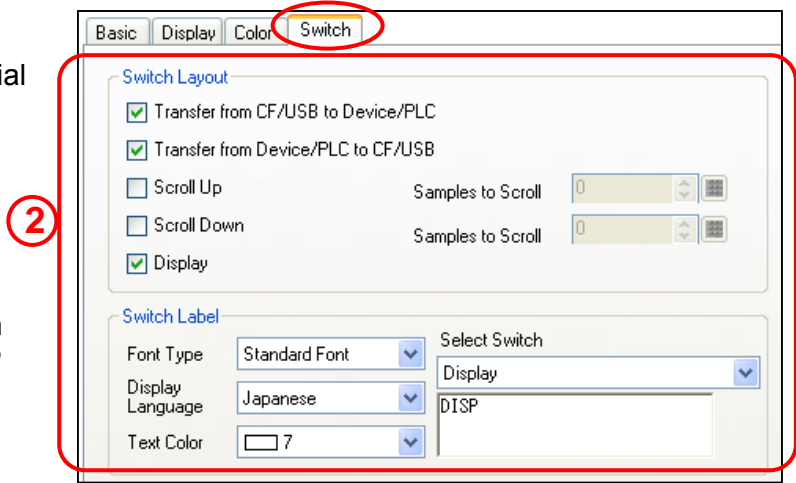 Basic Display Color Switch
ial
Switch Layout
Transfer from CF/USB to Device/PLC
Transfer from Device/PLC to CF/USB
Scroll Up Samples to Scroll 0
2
Scroll Down Samples to Scroll 0
Display
Switch Label
Select Switch
Font Type Standard Font
Display
Display
Language Japanese
DISP
Text Color 7